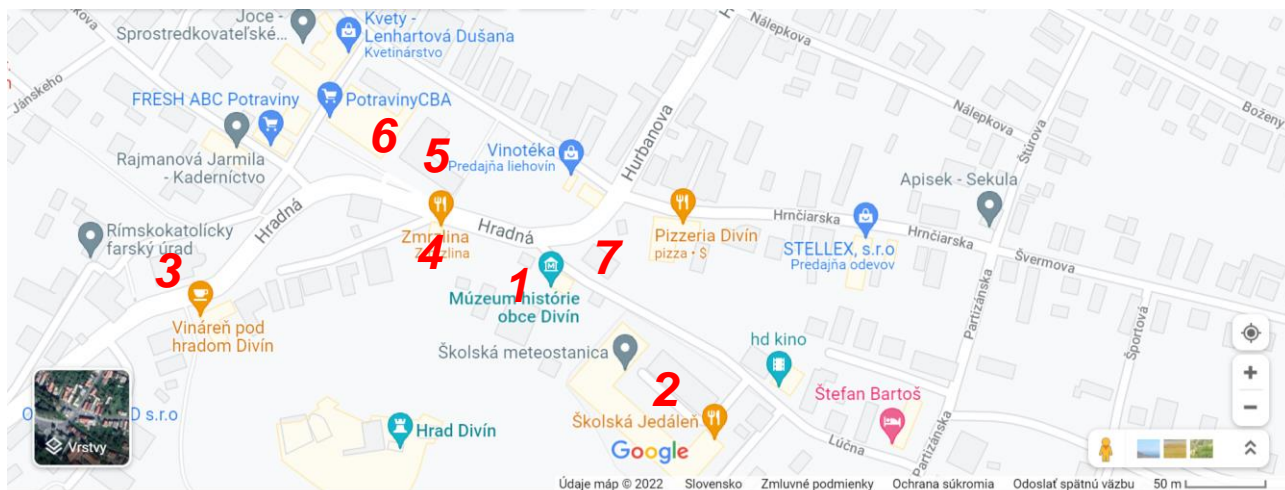 Joce -
Sprostredkovateľské...
Kvety -
Lenhartová Dušana
Kvetinárstvo
Nálepkova
Jánskeho
FRESH ABC Potraviny
PotravinyCBA
6
Hurbanova
Nálepkova
Boženy
Štúrova
Rajmanová Jarmila
- Kaderníctvo
5
Vinotéka
Predajňa liehovín
Apisek - Sekula
Rímskokatolícky
farský úrad
Hradná
Zmrzlina
Zmrzlina
4
Hradná
Pizzeria Divín
pizza • $
Hrnčiarska
Hrnčiarska
STELLEX, s.r.o
Predajňa odevov
Švermova
3
7
1
Múzeum histórie
obce Divín
Vináreň pod
hradom Divín
Partizánska
Športová
Školská meteostanica
hd kino
2
Štefan Bartoš
D s.r.o
Vrstvy
Hrad Divín
Školská Jedáleň
Google
Lúčna
Partizánska
Údaje máp © 2022 Slovensko Zmluvné podmienky Ochrana súkromia Odoslať spätnú väzbu 50 m